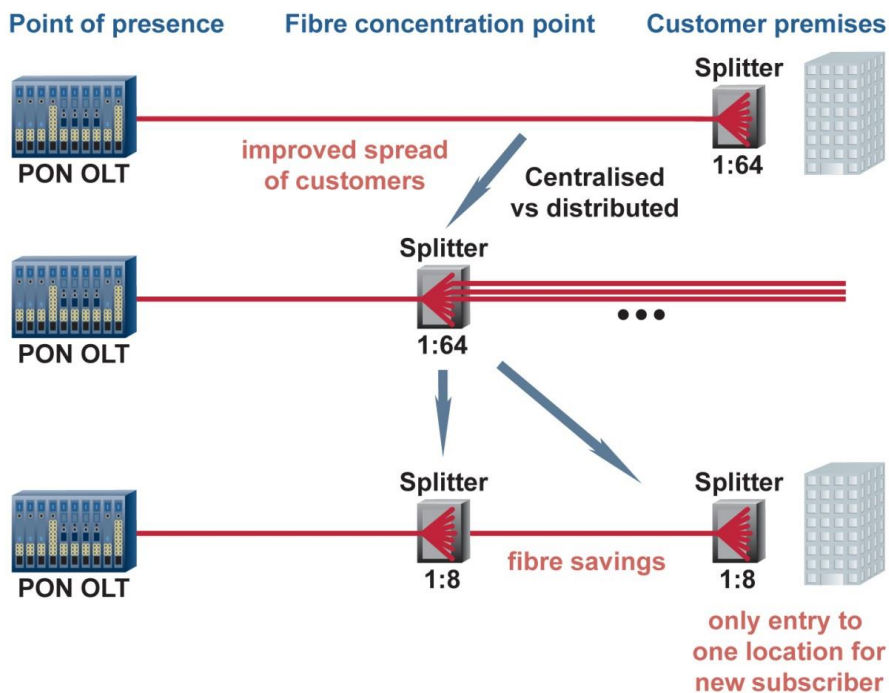 Point of presence
Fibre concentration point
Customer premises
Splitter
PON OLT
improved spread
of customers
1:64
Centralised
vs distributed
Splitter
PON OLT
1:64
Splitter
Splitter
PON OLT
1:8
fibre savings
1:8
only entry to
one location for
new subscriber